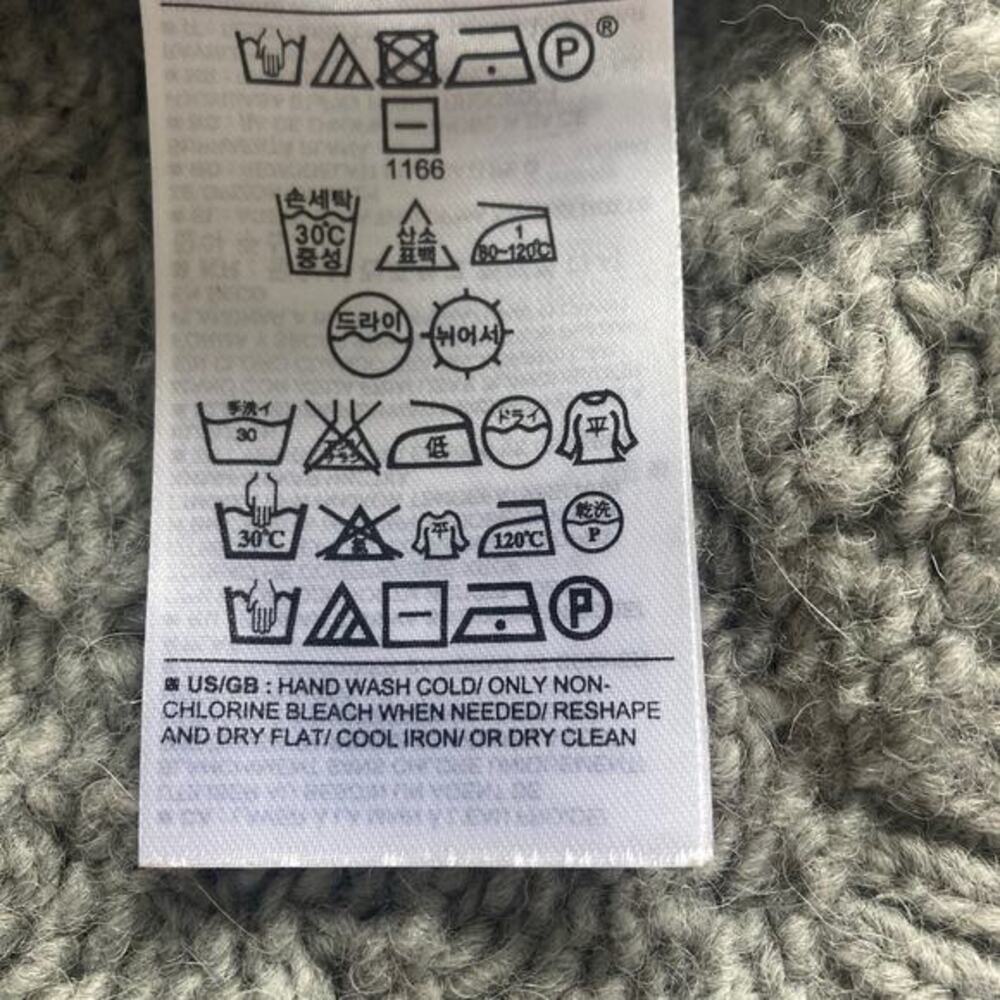 P ®
1166
손세탁
30℃
중성
산소
표백
1
80~120℃
드라이
뉘어서
手洗イ
30
低
ドライ
平
30℃
平
120℃
乾洗
P
P
US/GB : HAND WASH COLD/ ONLY NON-
CHLORINE BLEACH WHEN NEEDED/ RESHAPE
AND DRY FLAT/ COOL IRON/ OR DRY CLEAN